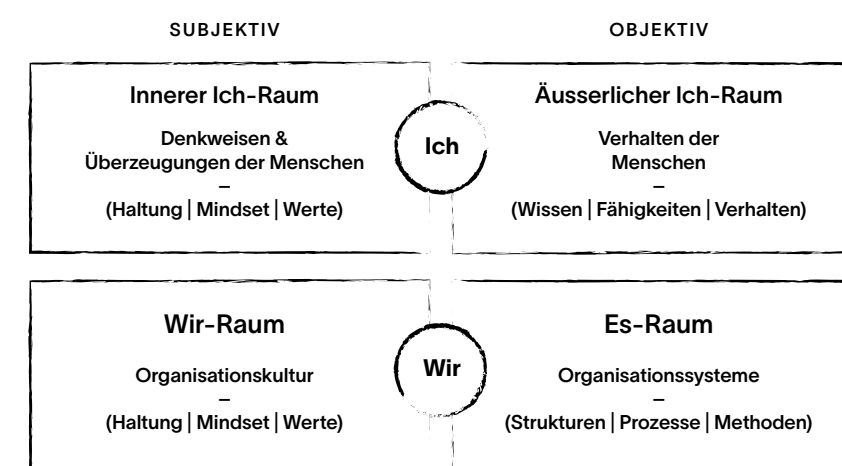 SUBJEKTIV
OBJEKTIV
Innerer Ich-Raum
Denkweisen &
Überzeugungen der Menschen
–
(Haltung | Mindset | Werte)
Ich
Äusserlicher Ich-Raum
Verhalten der
Menschen
–
(Wissen | Fähigkeiten | Verhalten)
Wir-Raum
Organisationskultur
–
(Haltung | Mindset | Werte)
Wir
Es-Raum
Organisationssysteme
–
(Strukturen | Prozesse | Methoden)